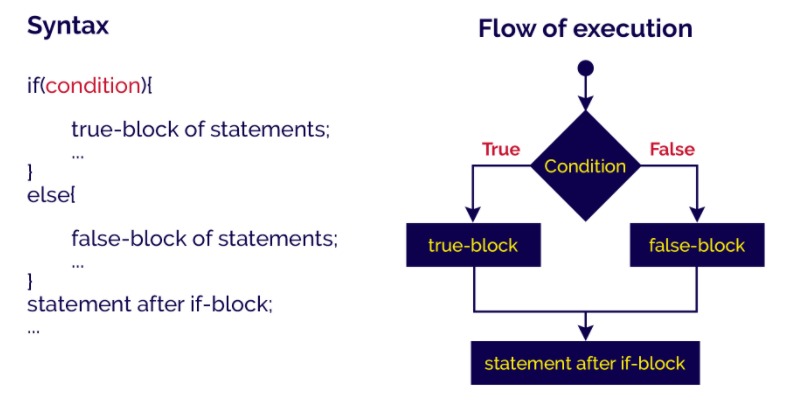 Syntax
if(condition){
true-block of statements;
...
}
else{
false-block of statements;
...
}
statement after if-block;
...
Flow of execution
True
False
Condition
true-block
false-block
statement after if-block